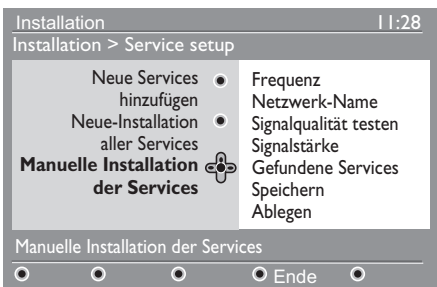 Installation 11:28
Installation > Service setup
Neue Services
hinzufügen
Neue-Installation
aller Services
Manuelle Installation
der Services
Frequenz
Netzwerk-Name
Signalqualität testen
Signalstärke
Gefundene Services
Speichern
Ablegen
Manuelle Installation der Services
Ende